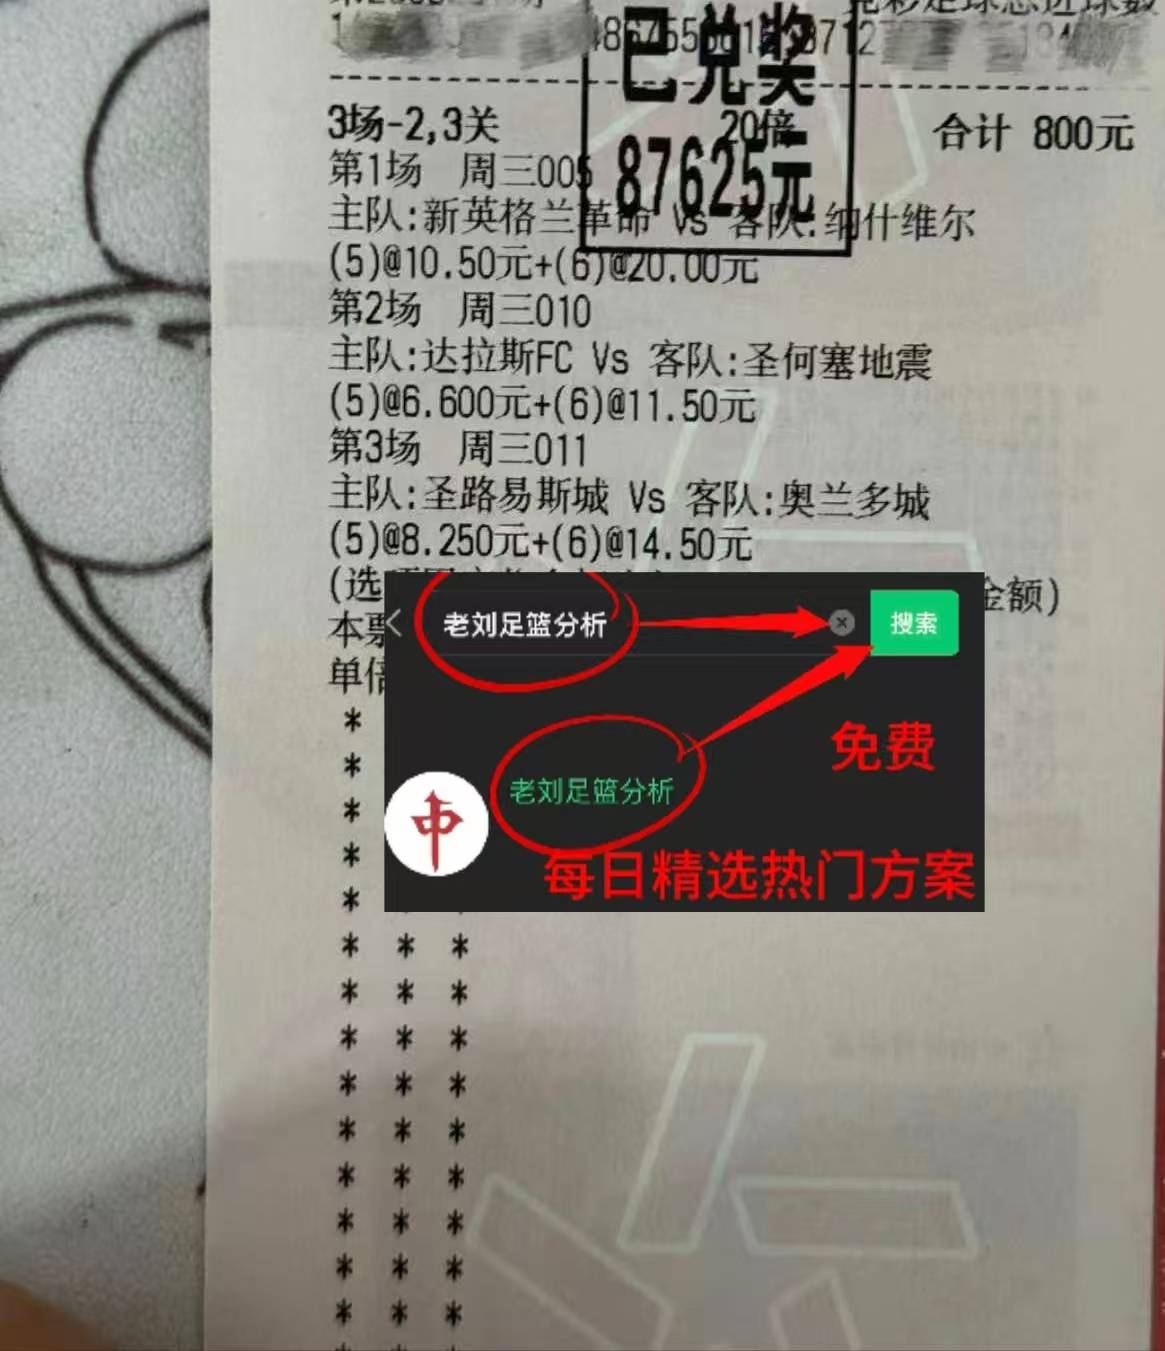 已兑奖
87625元
3场-2,3关 20倍 合计 800元
第1场 周三005
主队:新英格兰革命 Vs 客队:纳什维尔
(5)@10.50元+(6)@20.00元
第2场 周三010
主队:达拉斯FC Vs 客队:圣何塞地震
(5)@6.600元+(6)@11.50元
第3场 周三011
主队:圣路易斯城 Vs 客队:奥兰多城
(5)@8.250元+(6)@14.50元
(选 金额)
本票
单倍
老刘足篮分析 搜索
免费
老刘足篮分析
中
每日精选热门方案